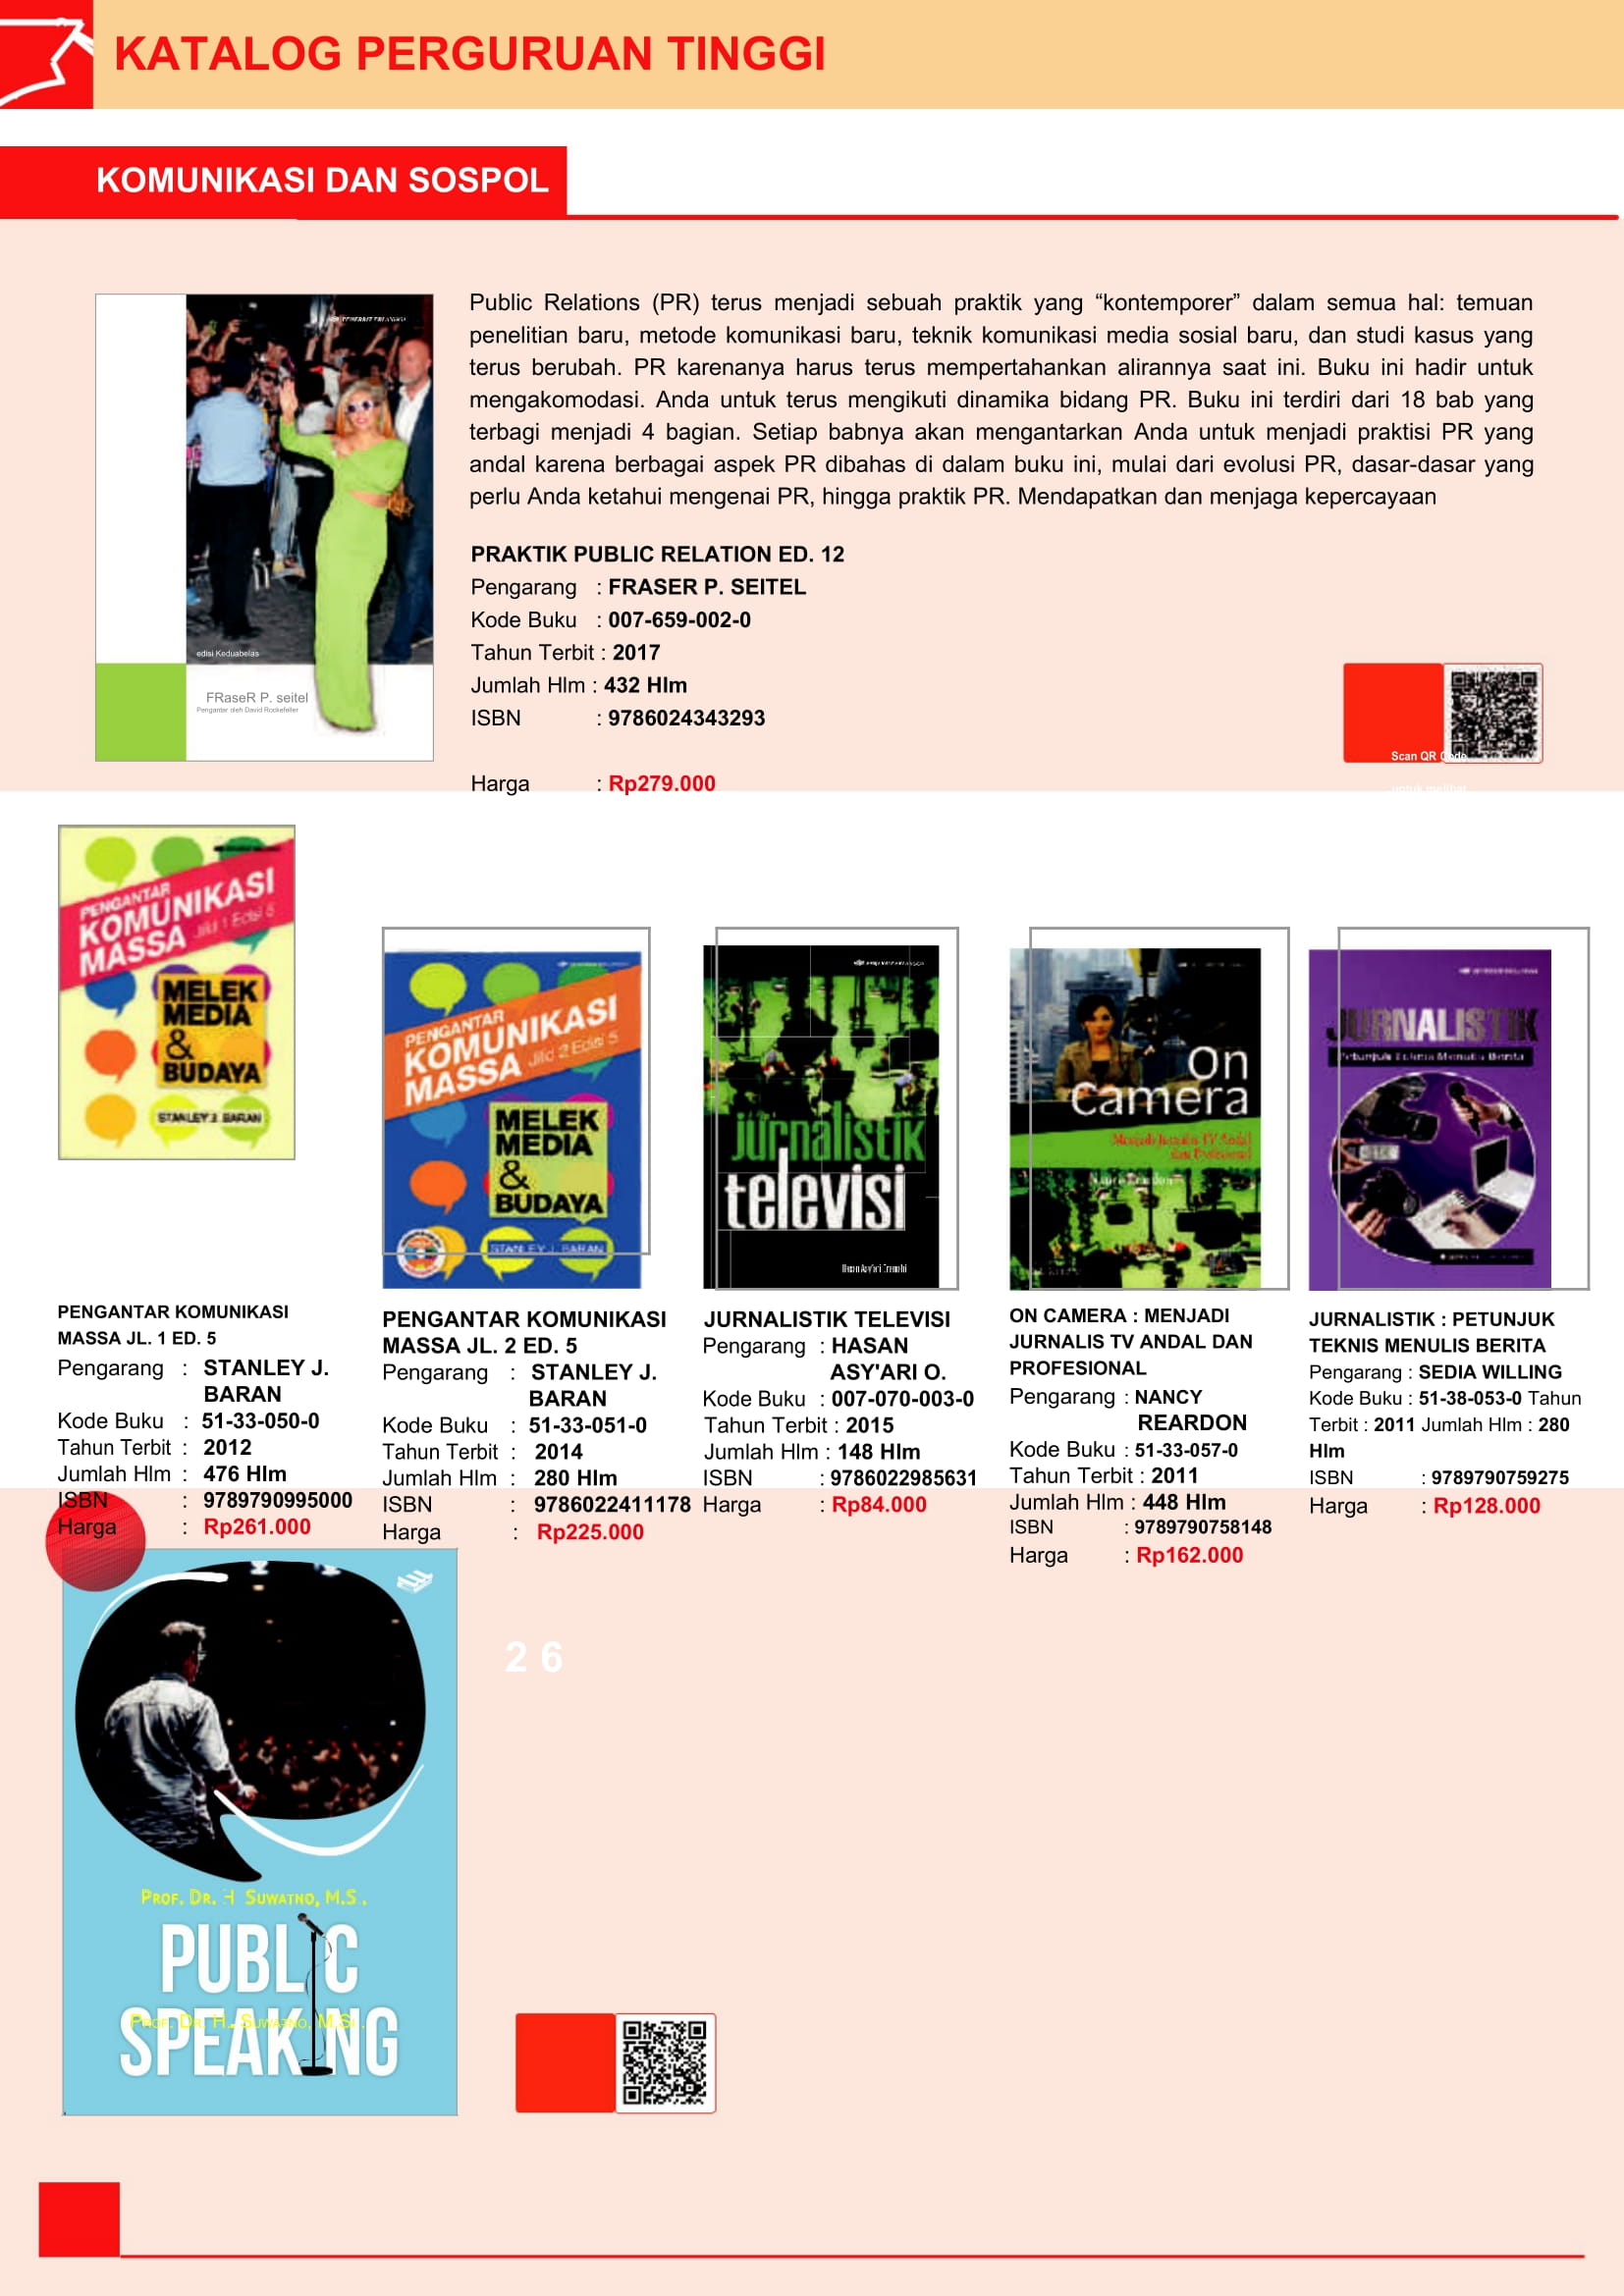 KATALOG PERGURUAN TINGGI
KOMUNIKASI DAN SOSPOL
Public Relations (PR) terus menjadi sebuah praktik yang “kontemporer” dalam semua hal: temuan
penelitian baru, metode komunikasi baru, teknik komunikasi media sosial baru, dan studi kasus yang
terus berubah. PR karenanya harus terus mempertahankan alirannya saat ini. Buku ini hadir untuk
mengakomodasi. Anda untuk terus mengikuti dinamika bidang PR. Buku ini terdiri dari 18 bab yang
terbagi menjadi 4 bagian. Setiap babnya akan mengantarkan Anda untuk menjadi praktisi PR yang
andal karena berbagai aspek PR dibahas di dalam buku ini, mulai dari evolusi PR, dasar-dasar yang
perlu Anda ketahui mengenai PR, hingga praktik PR. Mendapatkan dan menjaga kepercayaan
edisi Keduabelas
FRaseR P. seitel
Pengantar oleh David Rockefeller
PRAKTIK PUBLIC RELATION ED. 12
Pengarang : FRASER P. SEITEL
Kode Buku : 007-659-002-0
Tahun Terbit : 2017
Jumlah Hlm : 432 Hlm
ISBN : 9786024343293
Harga : Rp279.000
Scan QR Code
untuk melihat
PENGANTAR
KOMUNIKASI
MASSA Jilid 1 Edisi 5
MELEK
MEDIA
&
BUDAYA
STANLEY J. BARAN
PENGANTAR KOMUNIKASI
MASSA JL. 1 ED. 5
Pengarang : STANLEY J.
BARAN
Kode Buku : 51-33-050-0
Tahun Terbit : 2012
Jumlah Hlm : 476 Hlm
ISBN : 9789790995000
Harga : Rp261.000
PENGANTAR
KOMUNIKASI
MASSA Jilid 2 Edisi 5
MELEK
MEDIA
&
BUDAYA
STANLEY J. BARAN
PENGANTAR KOMUNIKASI
MASSA JL. 2 ED. 5
Pengarang : STANLEY J.
BARAN
Kode Buku : 51-33-051-0
Tahun Terbit : 2014
Jumlah Hlm : 280 Hlm
ISBN : 9786022411178
Harga : Rp225.000
jurnalistik
televisi
JURNALISTIK TELEVISI
Pengarang : HASAN
ASY'ARI O.
Kode Buku : 007-070-003-0
Tahun Terbit : 2015
Jumlah Hlm : 148 Hlm
ISBN : 9786022985631
Harga : Rp84.000
On
Camera
Menjadi Jurnalis TV Andal
dan Profesional
ON CAMERA : MENJADI
JURNALIS TV ANDAL DAN
PROFESIONAL
Pengarang : NANCY
REARDON
Kode Buku : 51-33-057-0
Tahun Terbit : 2011
Jumlah Hlm : 448 Hlm
ISBN : 9789790758148
Harga : Rp162.000
JURNALISTIK
Petunjuk Teknis Menulis Berita
JURNALISTIK : PETUNJUK
TEKNIS MENULIS BERITA
Pengarang : SEDIA WILLING
Kode Buku : 51-38-053-0 Tahun
Terbit : 2011 Jumlah Hlm : 280
Hlm
ISBN : 9789790759275
Harga : Rp128.000
2 6
PROF. DR. H SUWATNO, M.S .
PUBLIC
SPEAKING
PROF. DR. H. SUWATNO, M.SI .